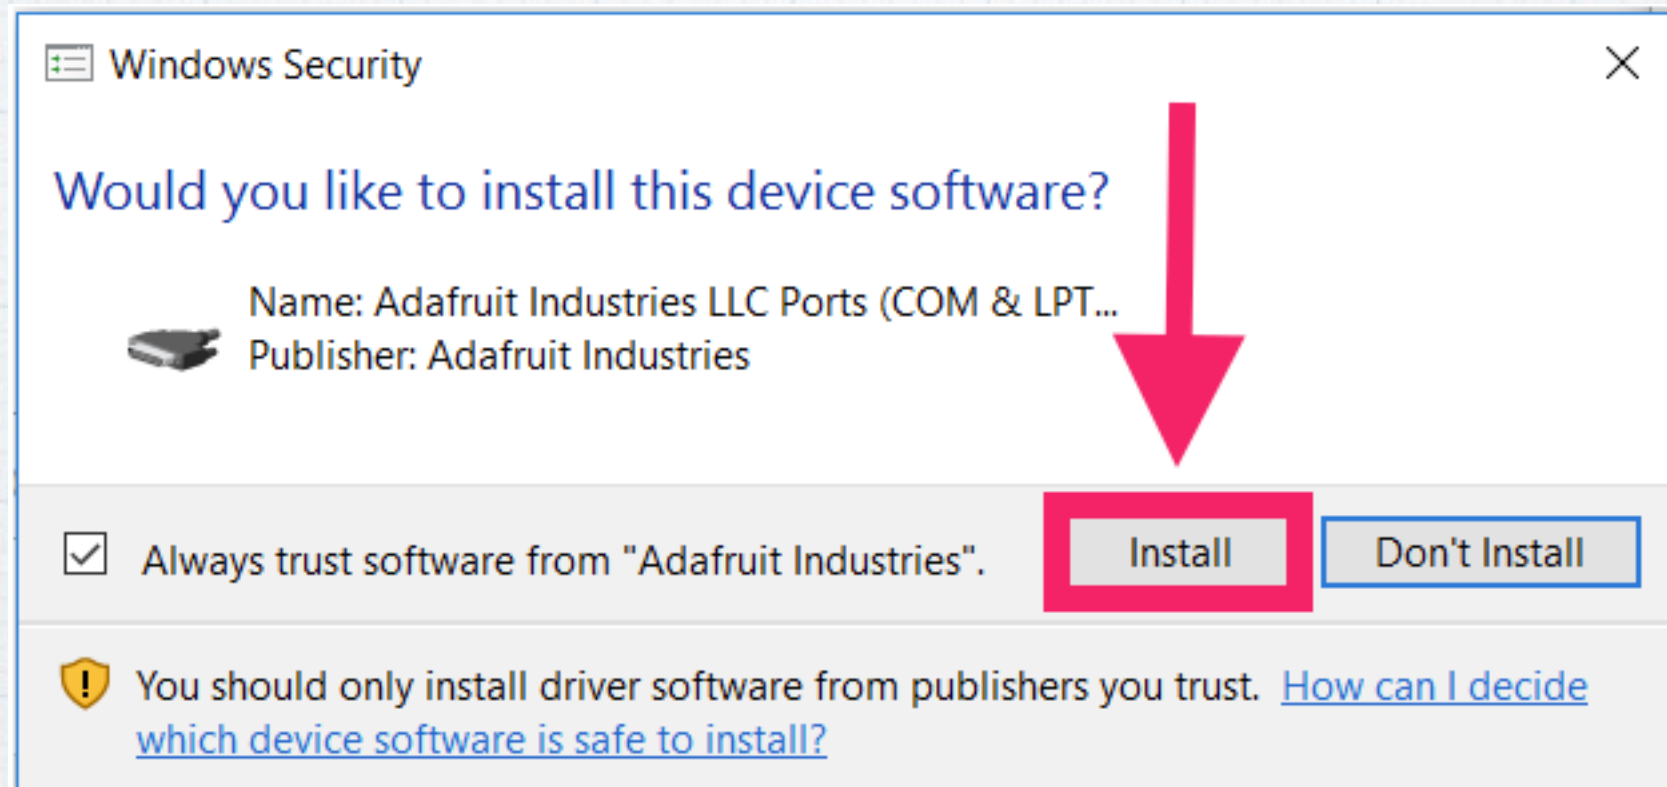 Windows Security
Would you like to install this device software?
Name: Adafruit Industries LLC Ports (COM & LPT...
Publisher: Adafruit Industries
Always trust software from "Adafruit Industries".
Install
Don't Install
You should only install driver software from publishers you trust. How can I decide
which device software is safe to install?